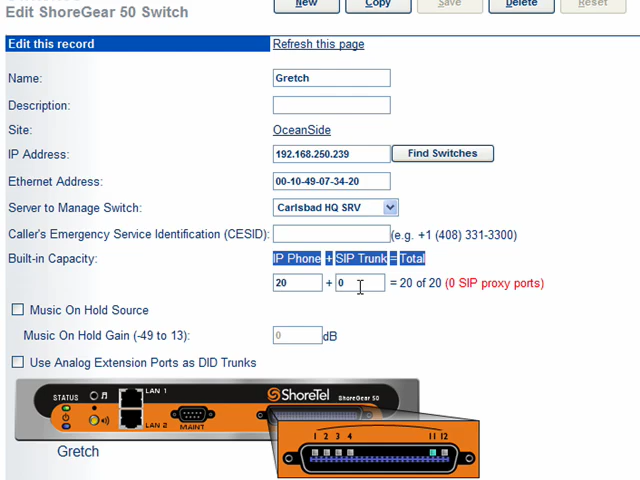 Edit ShoreGear 50 Switch
New Copy Save Delete Reset
Edit this record Refresh this page
Name: Gretch
Description:
Site: OceanSide
IP Address: 192.168.250.239 Find Switches
Ethernet Address: 00-10-49-07-34-20
Server to Manage Switch: Carlsbad HQ SRV
Caller's Emergency Service Identification (CESID): (e.g. +1 (408) 331-3300)
Built-in Capacity: IP Phone + SIP Trunk = Total
20 + 0 = 20 of 20 (0 SIP proxy ports)
Music On Hold Source
Music On Hold Gain (-49 to 13): 0 dB
Use Analog Extension Ports as DID Trunks
STATUS LAN 1 ShoreTel ShoreGear 50
LAN 2 MAINT
1 2 3 4 11 12
Gretch